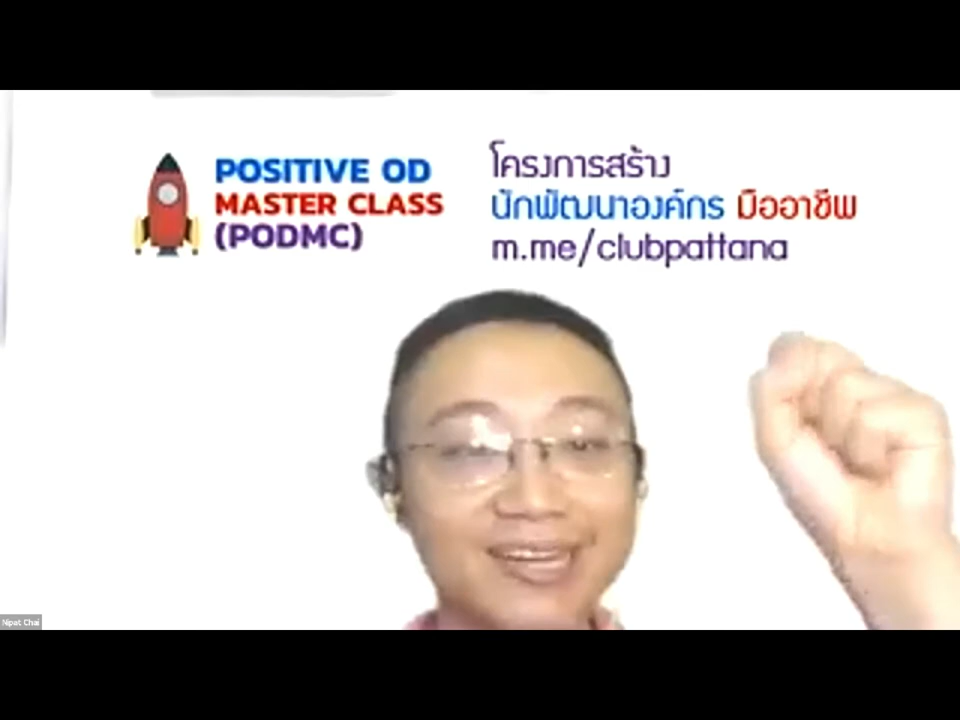 POSITIVE OD
MASTER CLASS
(PODMC)
โครงการสร้าง
นักพัฒนาองค์กร มืออาชีพ
m.me/clubpattana
Nipat Chai